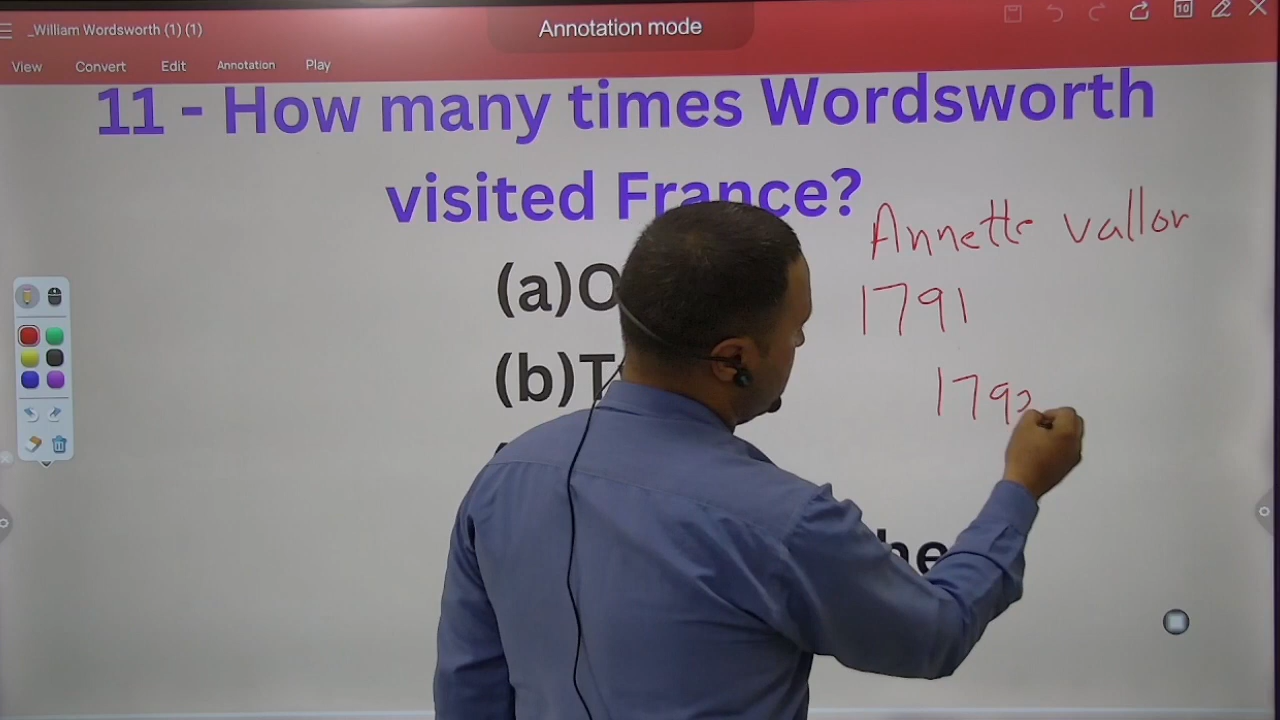 _William Wordsworth (1) (1)
Annotation mode
10
View Convert Edit Annotation Play
11 - How many times Wordsworth
visited France?
Annette vallor
(a)O
1791
(b)T
179
he